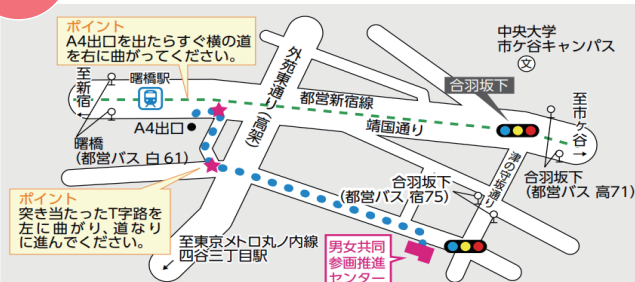 ポイント
A4出口を出たらすぐ横の道
を右に曲がってください。
中央大学
市ケ谷キャンパス
文
外苑東通り(高架)
至新宿
曙橋駅
都営新宿線
合羽坂下
至市ケ谷
A4出口
靖国通り
曙橋
(都営バス 白61)
津の守坂通り
合羽坂下
(都営バス 宿75)
合羽坂下
(都営バス 高71)
ポイント
突き当たったT字路を
左に曲がり、道なり
に進んでください。
至東京メトロ丸ノ内線
四谷三丁目駅
男女共同
参画推進
センター